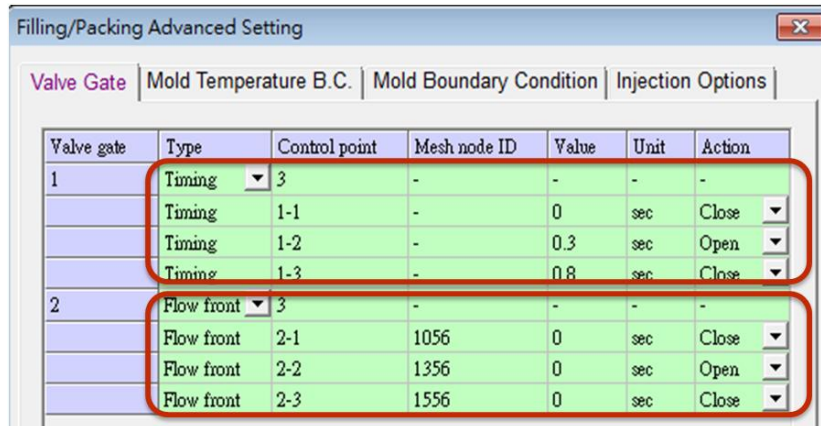 Filling/Packing Advanced Setting
Valve Gate Mold Temperature B.C. Mold Boundary Condition Injection Options
Valve gate Type Control point Mesh node ID Value Unit Action
1 Timing 3 - - - -
Timing 1-1 - 0 sec Close
Timing 1-2 - 0.3 sec Open
Timing 1-3 - 0.8 sec Close
2 Flow front 3 - - - -
Flow front 2-1 1056 0 sec Close
Flow front 2-2 1356 0 sec Open
Flow front 2-3 1556 0 sec Close